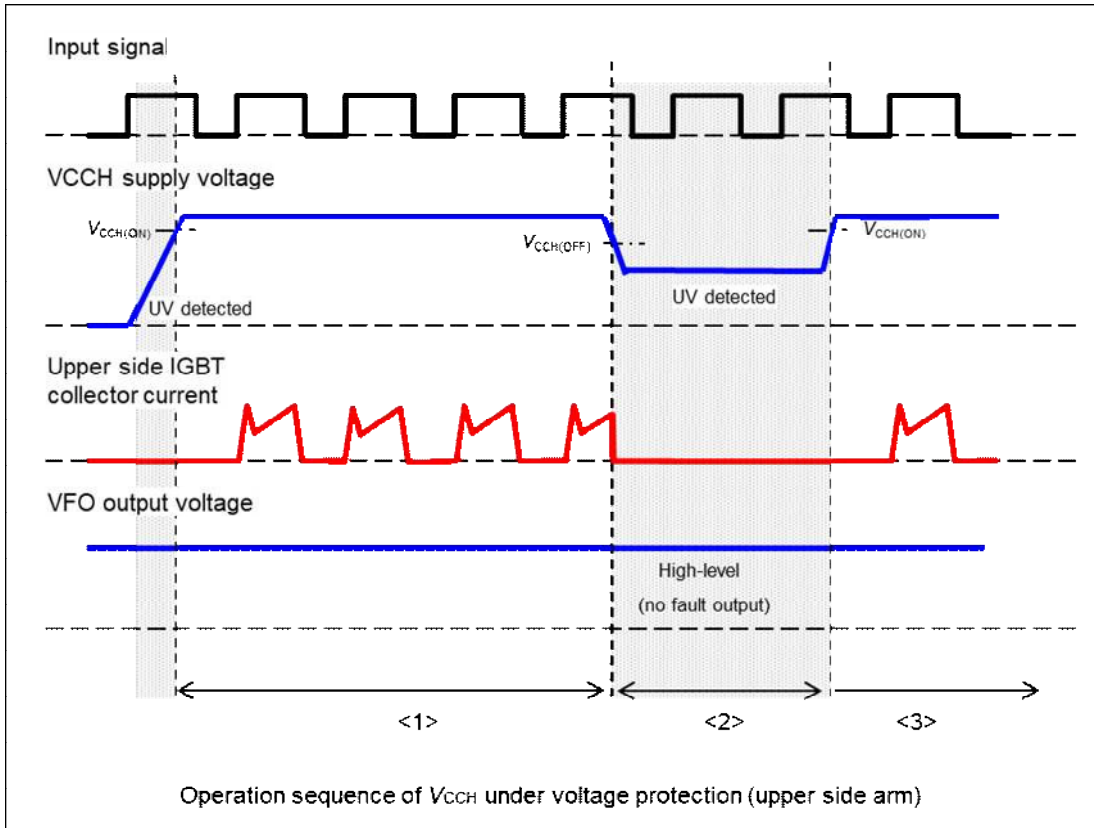 Input signal
VCCH supply voltage
VCCH(ON)
VCCH(OFF)
VCCH(ON)
UV detected
UV detected
Upper side IGBT
collector current
VFO output voltage
High-level
(no fault output)
<1>
<2>
<3>
Operation sequence of VCCH under voltage protection (upper side arm)